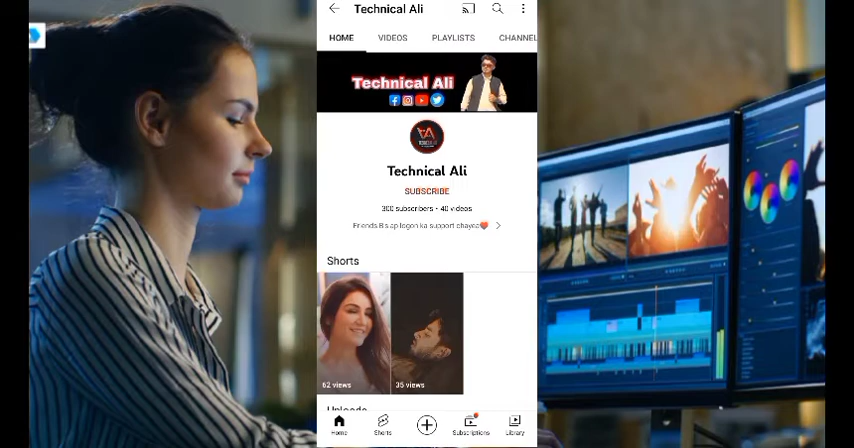 Technical Ali
HOME VIDEOS PLAYLISTS CHANNEL
Technical Ali
Technical Ali
SUBSCRIBE
300 subscribers • 40 videos
Friends Bs ap logon ka support chayea❤️
Shorts
62 views 35 views
Uploads
Home Shorts Subscriptions Library